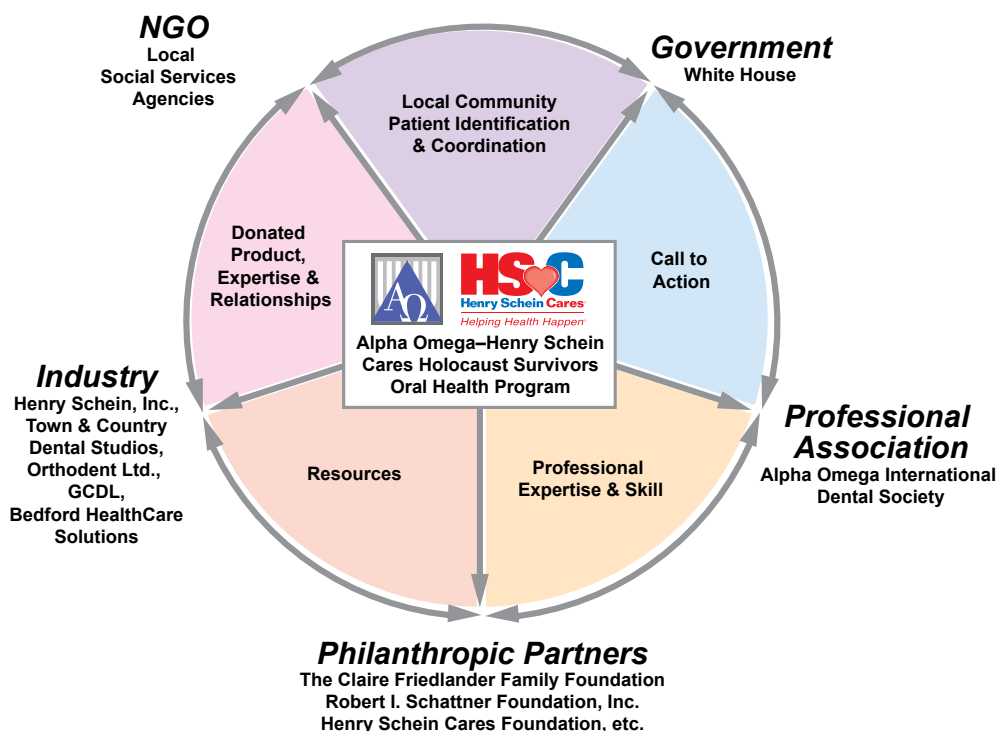 NGO
Local
Social Services
Agencies
Government
White House
Local Community
Patient Identification
& Coordination
Donated
Product,
Expertise &
Relationships
Call to
Action
ΑΩ
HS C
Henry Schein Cares®
Helping Health Happen®
Alpha Omega–Henry Schein
Cares Holocaust Survivors
Oral Health Program
Industry
Henry Schein, Inc.,
Town & Country
Dental Studios,
Orthodent Ltd.,
GCDL,
Bedford HealthCare
Solutions
Resources
Professional
Expertise & Skill
Professional
Association
Alpha Omega International
Dental Society
Philanthropic Partners
The Claire Friedlander Family Foundation
Robert I. Schattner Foundation, Inc.
Henry Schein Cares Foundation, etc.